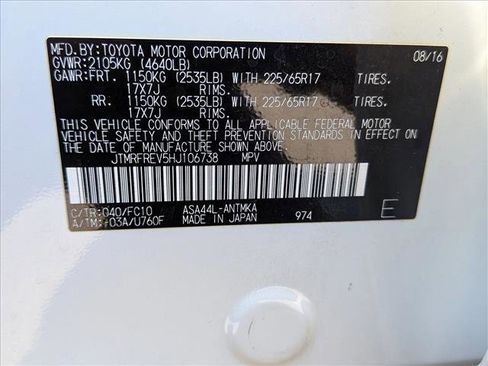 MFD.BY:TOYOTA MOTOR CORPORATION 08/16
GVWR:2105KG (4640LB)
GAWR:FRT. 1150KG (2535LB) WITH 225/65R17 TIRES.
17X7J RIMS.
RR. 1150KG (2535LB) WITH 225/65R17 TIRES.
17X7J RIMS.
THIS VEHICLE CONFORMS TO ALL APPLICABLE FEDERAL MOTOR
VEHICLE SAFETY AND THEFT PREVENTION STANDARDS IN EFFECT ON
THE DATE OF MANUFACTURE SHOWN ABOVE.
JTMRFREV5HJ106738 MPV
C/TR:040/FC10 ASA44L-ANTMKA
A/TM:-03A/U760F MADE IN JAPAN 974 E